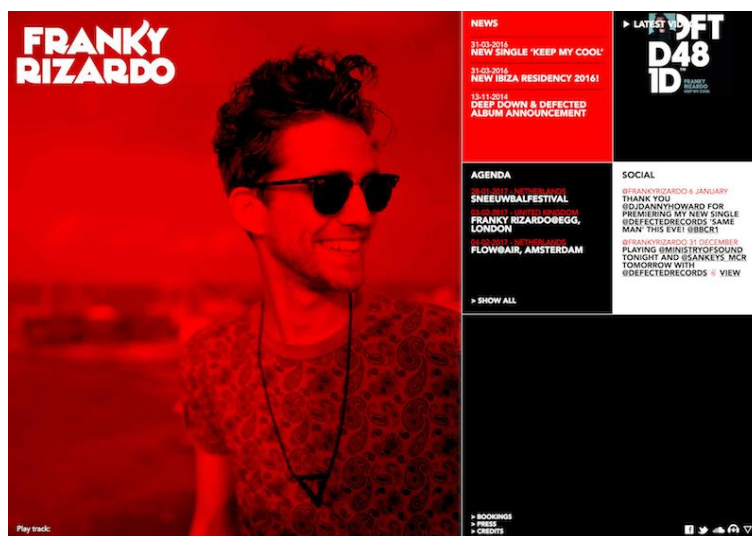 FRANKY
RIZARDO
Play track:
NEWS
31-03-2016
NEW SINGLE 'KEEP MY COOL'
31-03-2016
NEW IBIZA RESIDENCY 2016!
13-11-2014
DEEP DOWN & DEFECTED
ALBUM ANNOUNCEMENT
LATEST VIDEO
DFT
D48
1D
FRANKY
RIZARDO
KEEP MY COOL
AGENDA
28-01-2017 - NETHERLANDS
SNEEUWBALFESTIVAL
03-02-2017 - UNITED KINGDOM
FRANKY RIZARDO@EGG,
LONDON
04-02-2017 - NETHERLANDS
FLOW@AIR, AMSTERDAM
> SHOW ALL
SOCIAL
@FRANKYRIZARDO 6 JANUARY
THANK YOU
@DJDANNYHOWARD FOR
PREMIERING MY NEW SINGLE
@DEFECTEDRECORDS 'SAME
MAN' THIS EVE! @BBCR1
@FRANKYRIZARDO 31 DECEMBER
PLAYING @MINISTRYOFSOUND
TONIGHT AND @SANKEYS_MCR
TOMORROW WITH
@DEFECTEDRECORDS VIEW
> BOOKINGS
> PRESS
> CREDITS